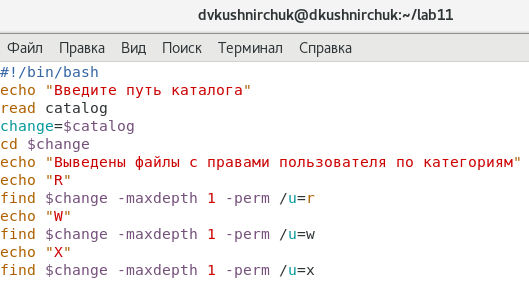 dvkushnirchuk@dkushnirchuk:~/lab11
Файл Правка Вид Поиск Терминал Справка
#!/bin/bash
echo "Введите путь каталога"
read catalog
change=$catalog
cd $change
echo "Выведены файлы с правами пользователя по категориям"
echo "R"
find $change -maxdepth 1 -perm /u=r
echo "W"
find $change -maxdepth 1 -perm /u=w
echo "X"
find $change -maxdepth 1 -perm /u=x